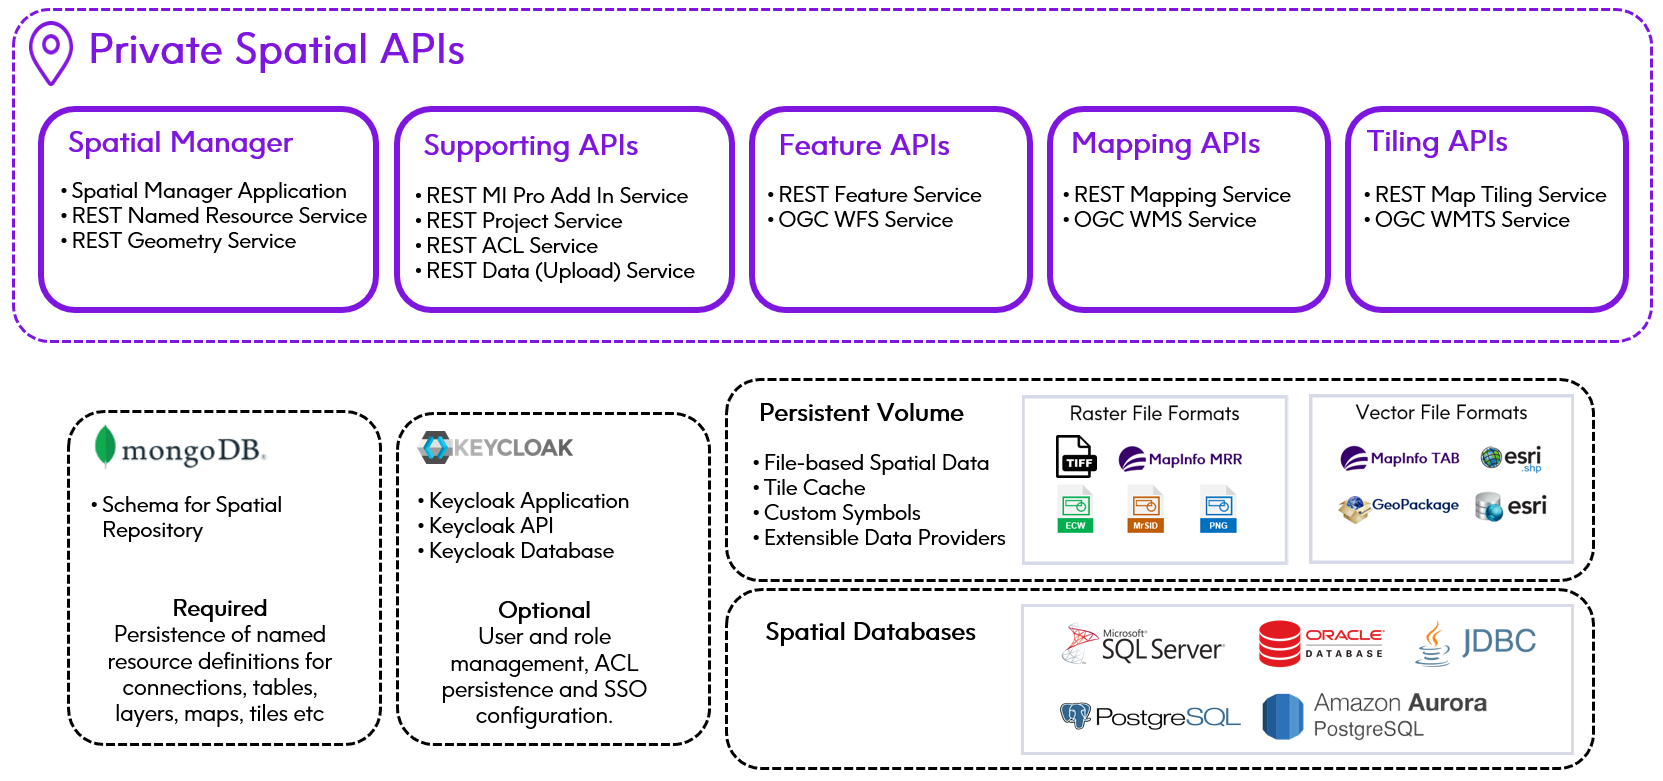 Private Spatial APIs
Spatial Manager
• Spatial Manager Application
• REST Named Resource Service
• REST Geometry Service
Supporting APIs
• REST MI Pro Add In Service
• REST Project Service
• REST ACL Service
• REST Data (Upload) Service
Feature APIs
• REST Feature Service
• OGC WFS Service
Mapping APIs
• REST Mapping Service
• OGC WMS Service
Tiling APIs
• REST Map Tiling Service
• OGC WMTS Service
mongoDB®
• Schema for Spatial
Repository
Required
Persistence of named
resource definitions for
connections, tables,
layers, maps, tiles etc
KEYCLOAK
• Keycloak Application
• Keycloak API
• Keycloak Database
Optional
User and role
management, ACL
persistence and SSO
configuration.
Persistent Volume
• File-based Spatial Data
• Tile Cache
• Custom Symbols
• Extensible Data Providers
Raster File Formats
TIFF
MapInfo MRR
ECW
MrSID
PNG
Vector File Formats
MapInfo TAB
esri
.shp
GeoPackage
esri
Spatial Databases
Microsoft®
SQL Server®
ORACLE®
DATABASE
JDBC
PostgreSQL
Amazon Aurora
PostgreSQL